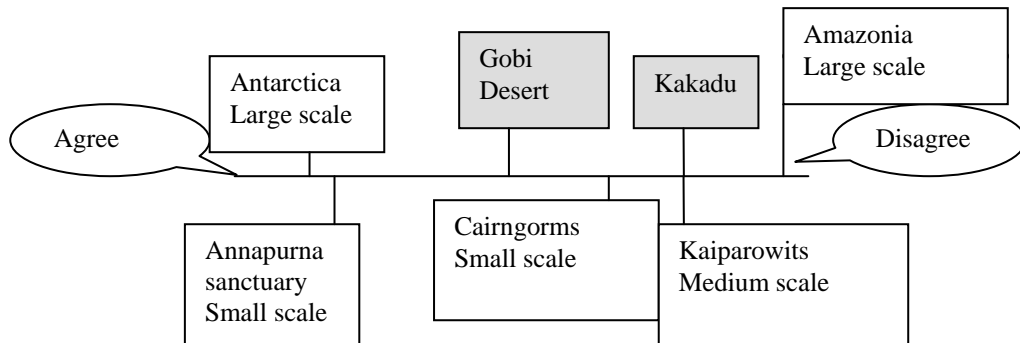 Amazonia
Large scale
Gobi
Desert
Antarctica
Large scale
Kakadu
Agree
Disagree
Cairngorms
Small scale
Annapurna
sanctuary
Small scale
Kaiparowits
Medium scale